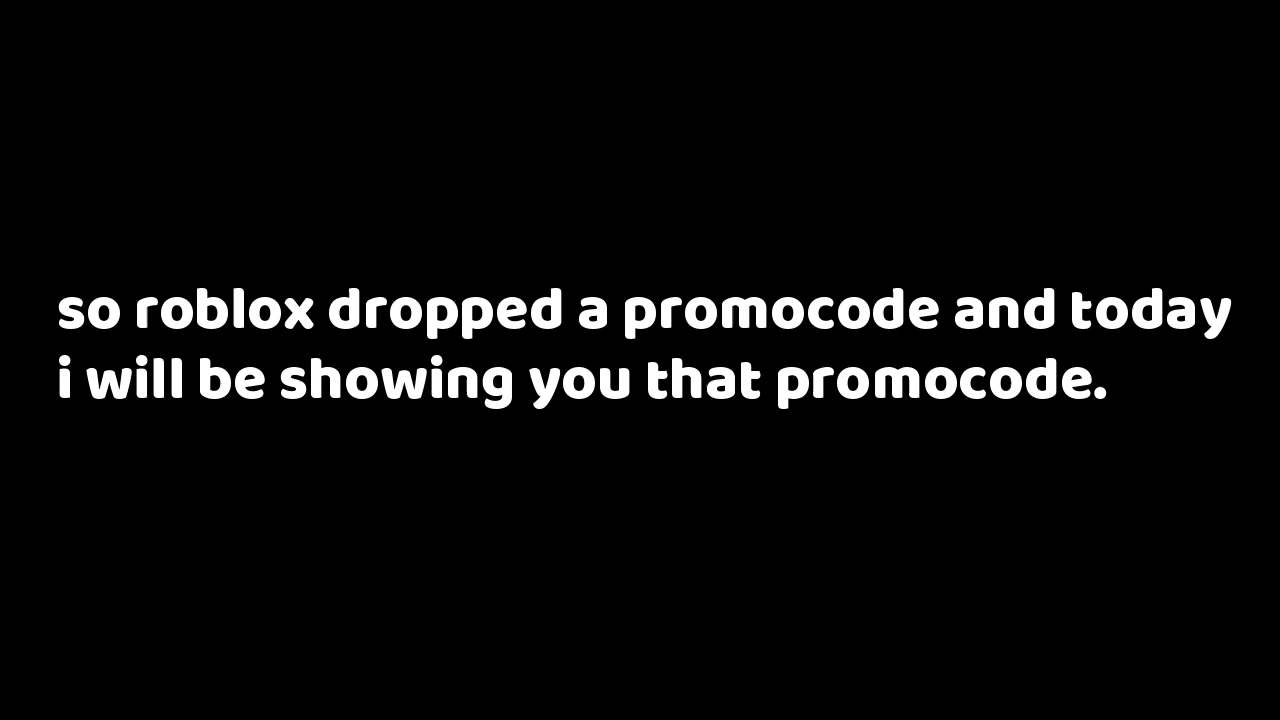 so roblox dropped a promocode and today
i will be showing you that promocode.